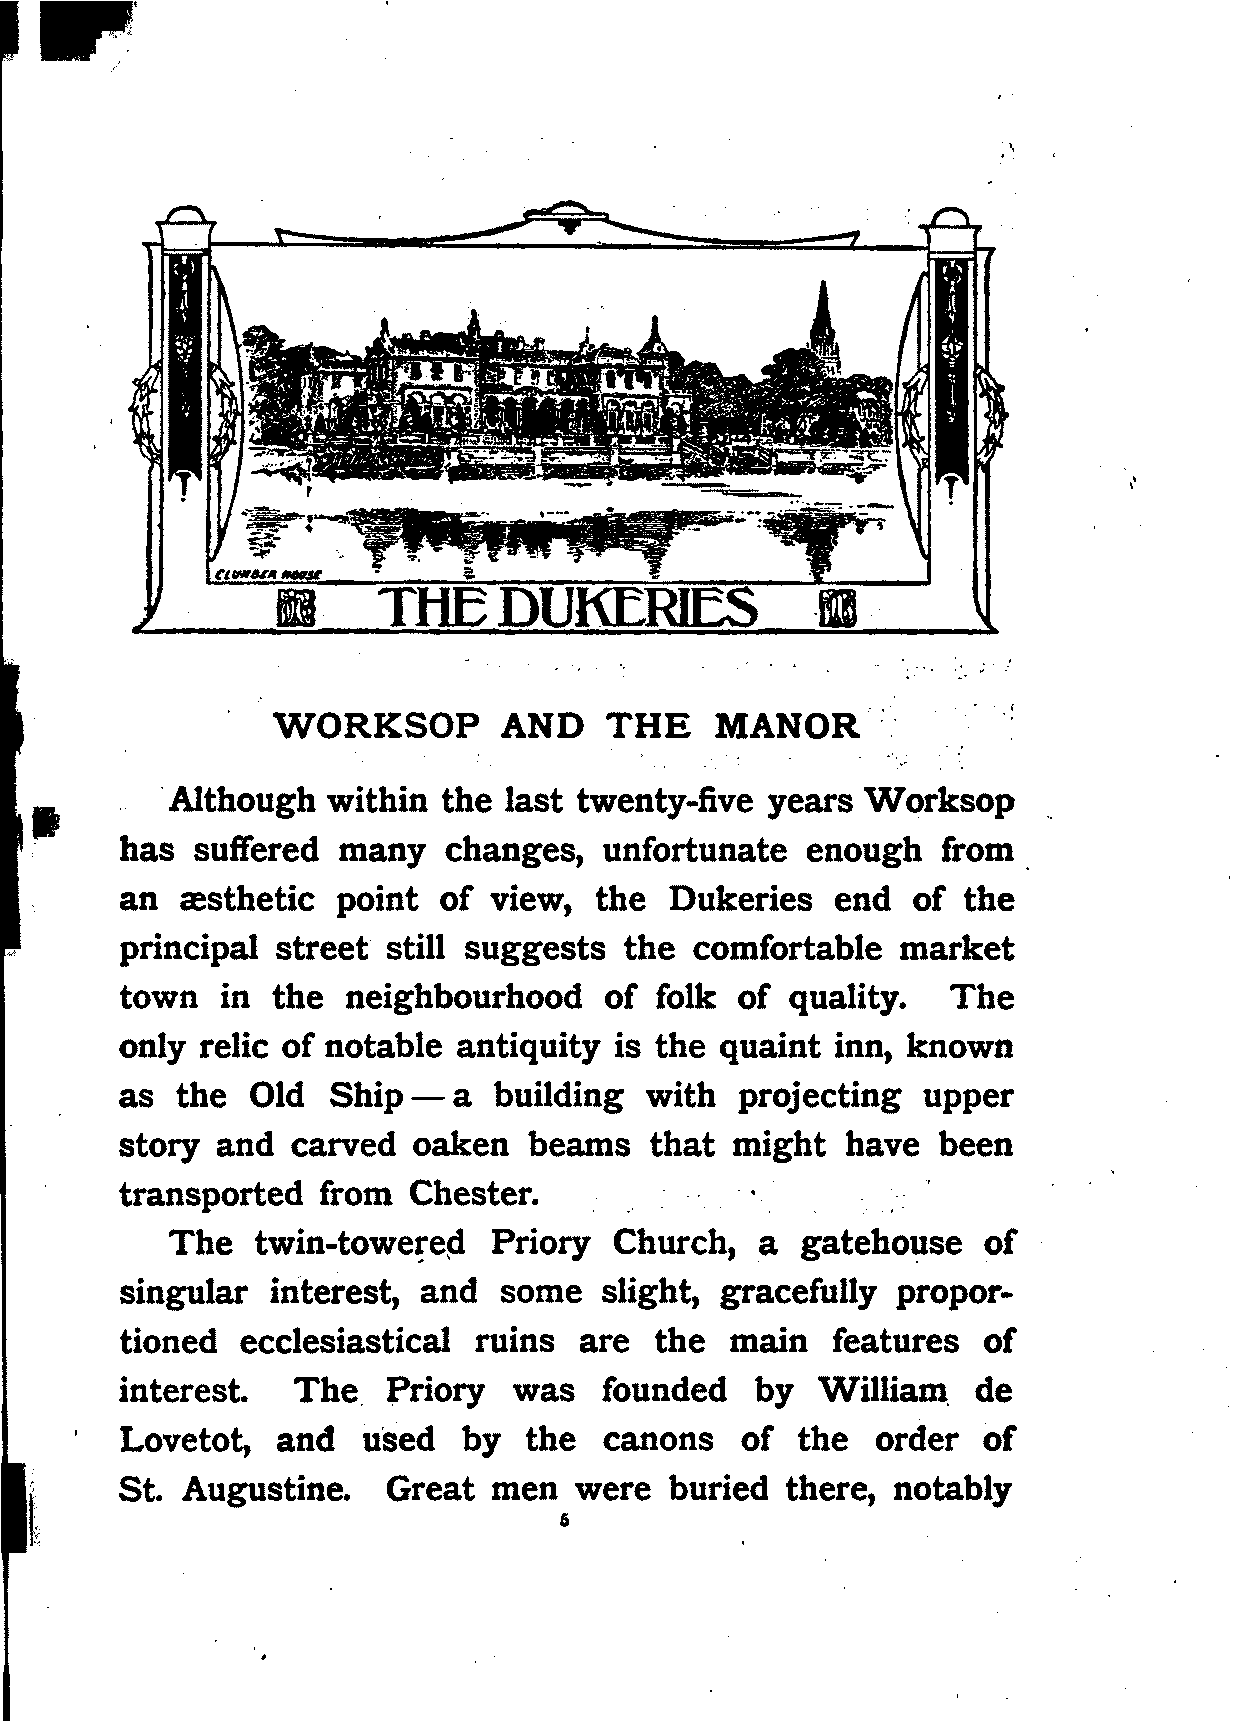 CLUMBER HOUSE
THE DUKERIES
WORKSOP AND THE MANOR
Although within the last twenty-five years Worksop
has suffered many changes, unfortunate enough from
an æsthetic point of view, the Dukeries end of the
principal street still suggests the comfortable market
town in the neighbourhood of folk of quality. The
only relic of notable antiquity is the quaint inn, known
as the Old Ship — a building with projecting upper
story and carved oaken beams that might have been
transported from Chester.
The twin-towered Priory Church, a gatehouse of
singular interest, and some slight, gracefully propor-
tioned ecclesiastical ruins are the main features of
interest. The Priory was founded by William de
Lovetot, and used by the canons of the order of
St. Augustine. Great men were buried there, notably
5